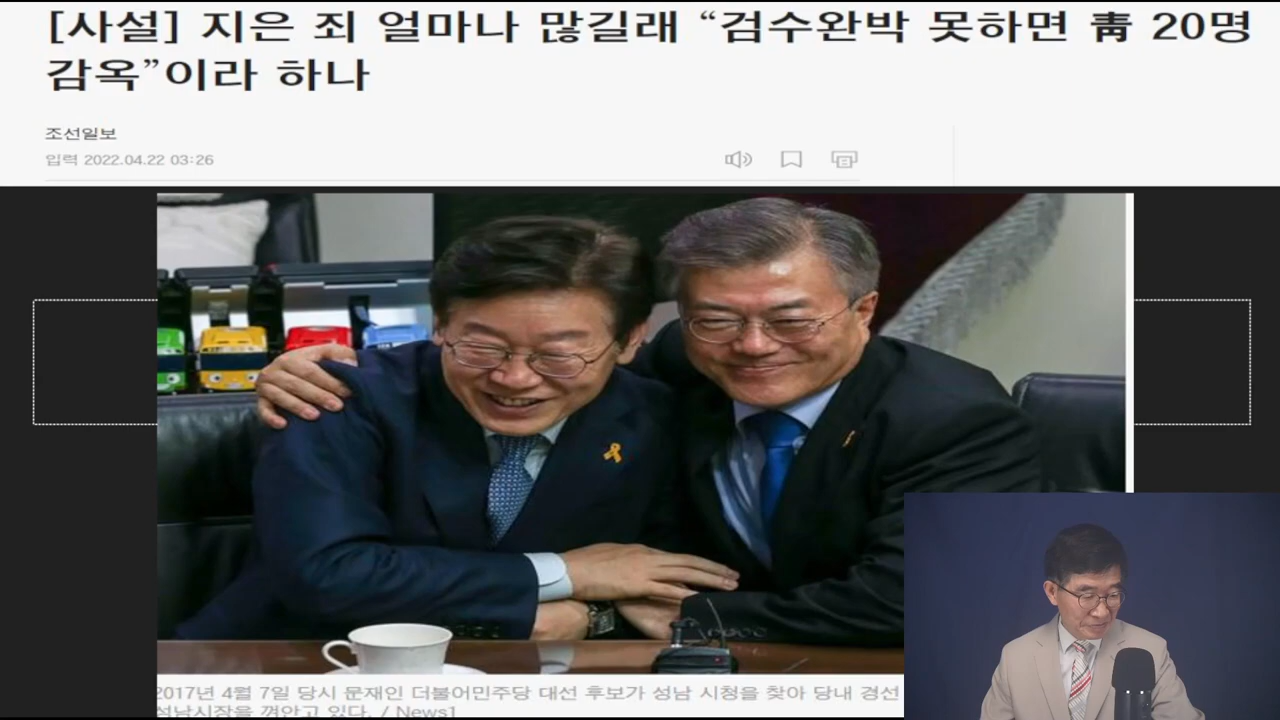 [사설] 지은 죄 얼마나 많길래 “검수완박 못하면 靑 20명
감옥”이라 하나
조선일보
입력 2022.04.22 03:26
2017년 4월 7일 당시 문재인 더불어민주당 대선 후보가 성남 시청을 찾아 당내 경선
성남시장을 껴안고 있다. / News1